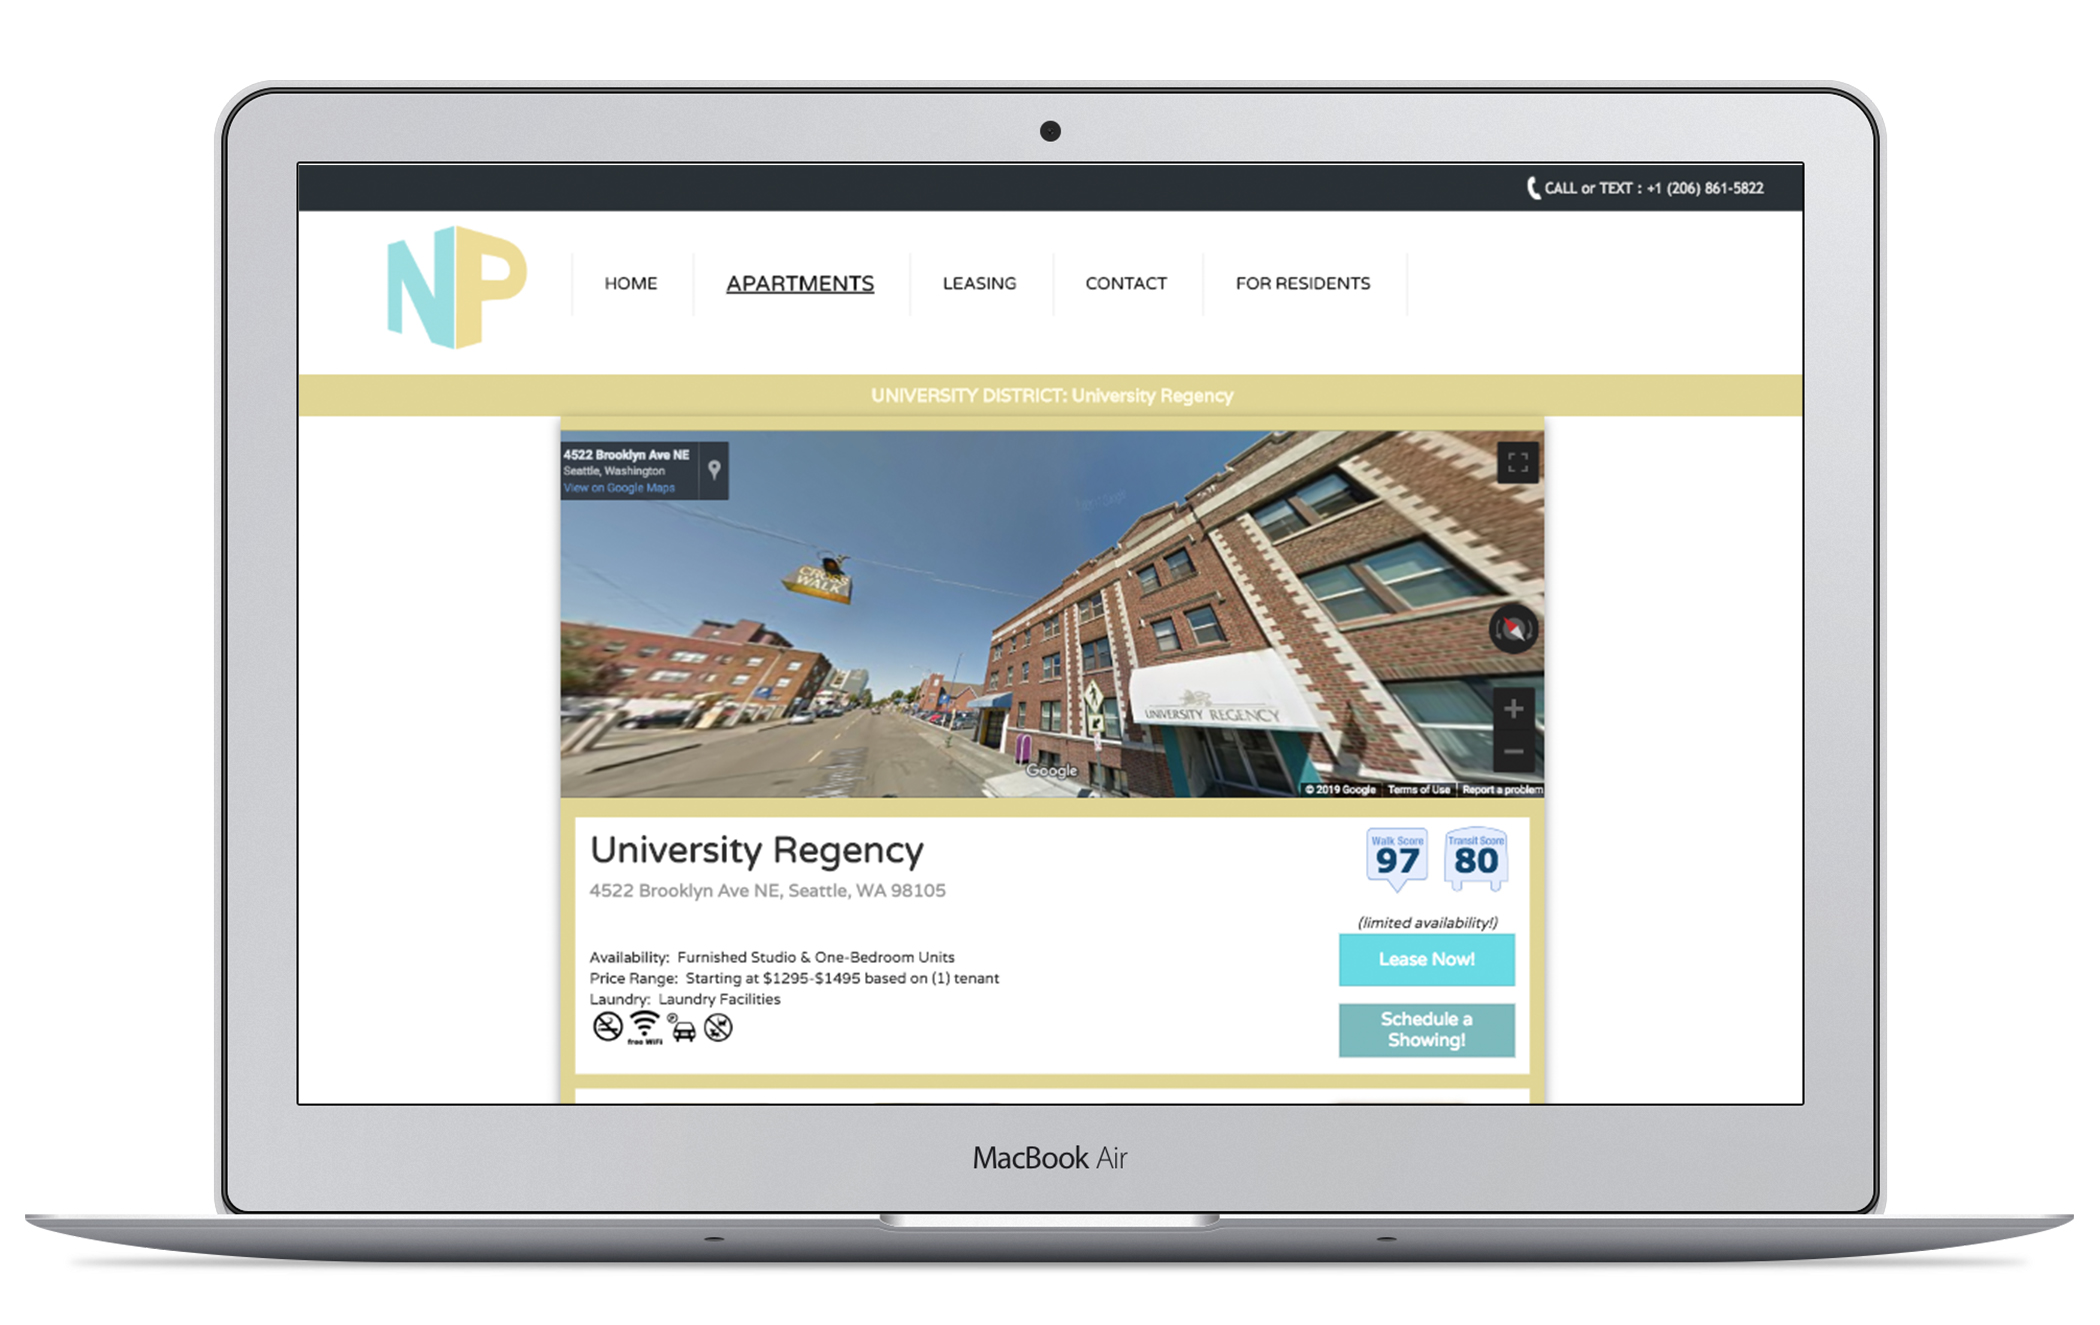 CALL or TEXT : +1 (206) 861-5822
NP
HOME
APARTMENTS
LEASING
CONTACT
FOR RESIDENTS
UNIVERSITY DISTRICT: University Regency
4522 Brooklyn Ave NE
Seattle, Washington
View on Google Maps
CROSS
WALK
UNIVERSITY REGENCY
Google
© 2019 Google
Terms of Use
Report a problem
University Regency
4522 Brooklyn Ave NE, Seattle, WA 98105
Walk Score
97
Transit Score
80
(limited availability!)
Lease Now!
Schedule a
Showing!
Availability: Furnished Studio & One-Bedroom Units
Price Range: Starting at $1295-$1495 based on (1) tenant
Laundry: Laundry Facilities
free WiFi
MacBook Air